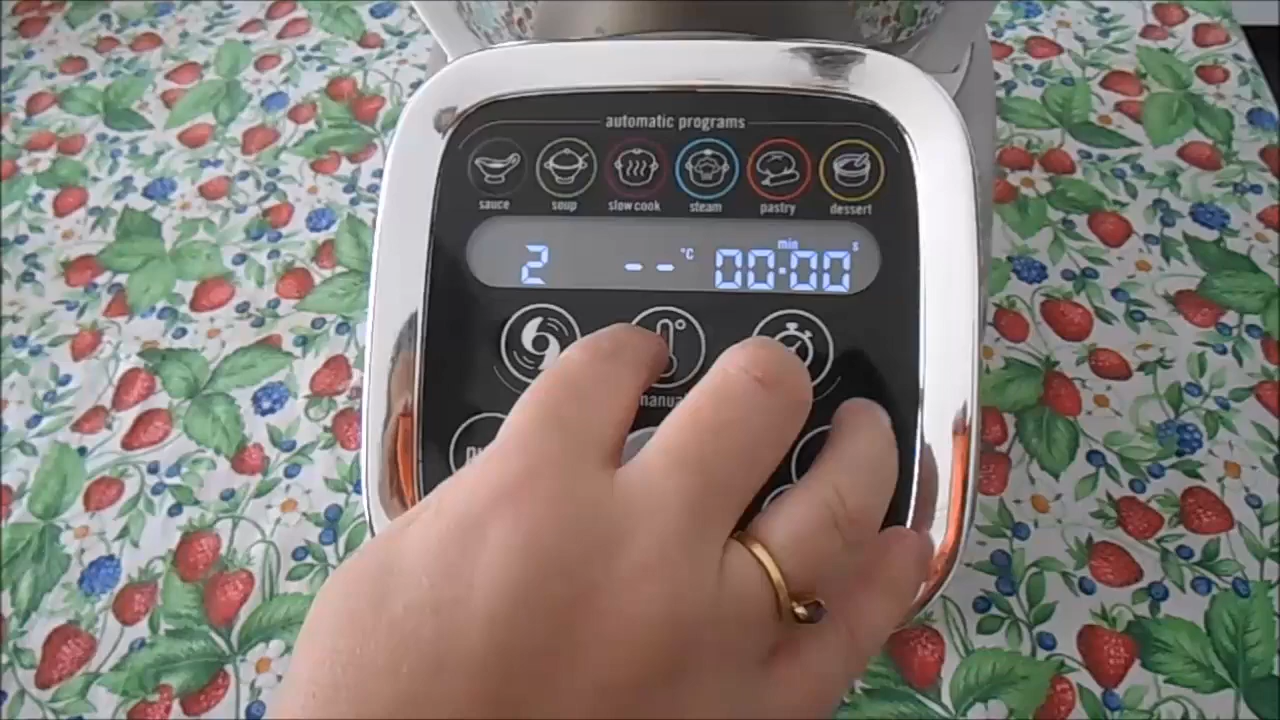 automatic programs
sauce soup slow cook steam pastry dessert
2 -- °C 00:00 min s